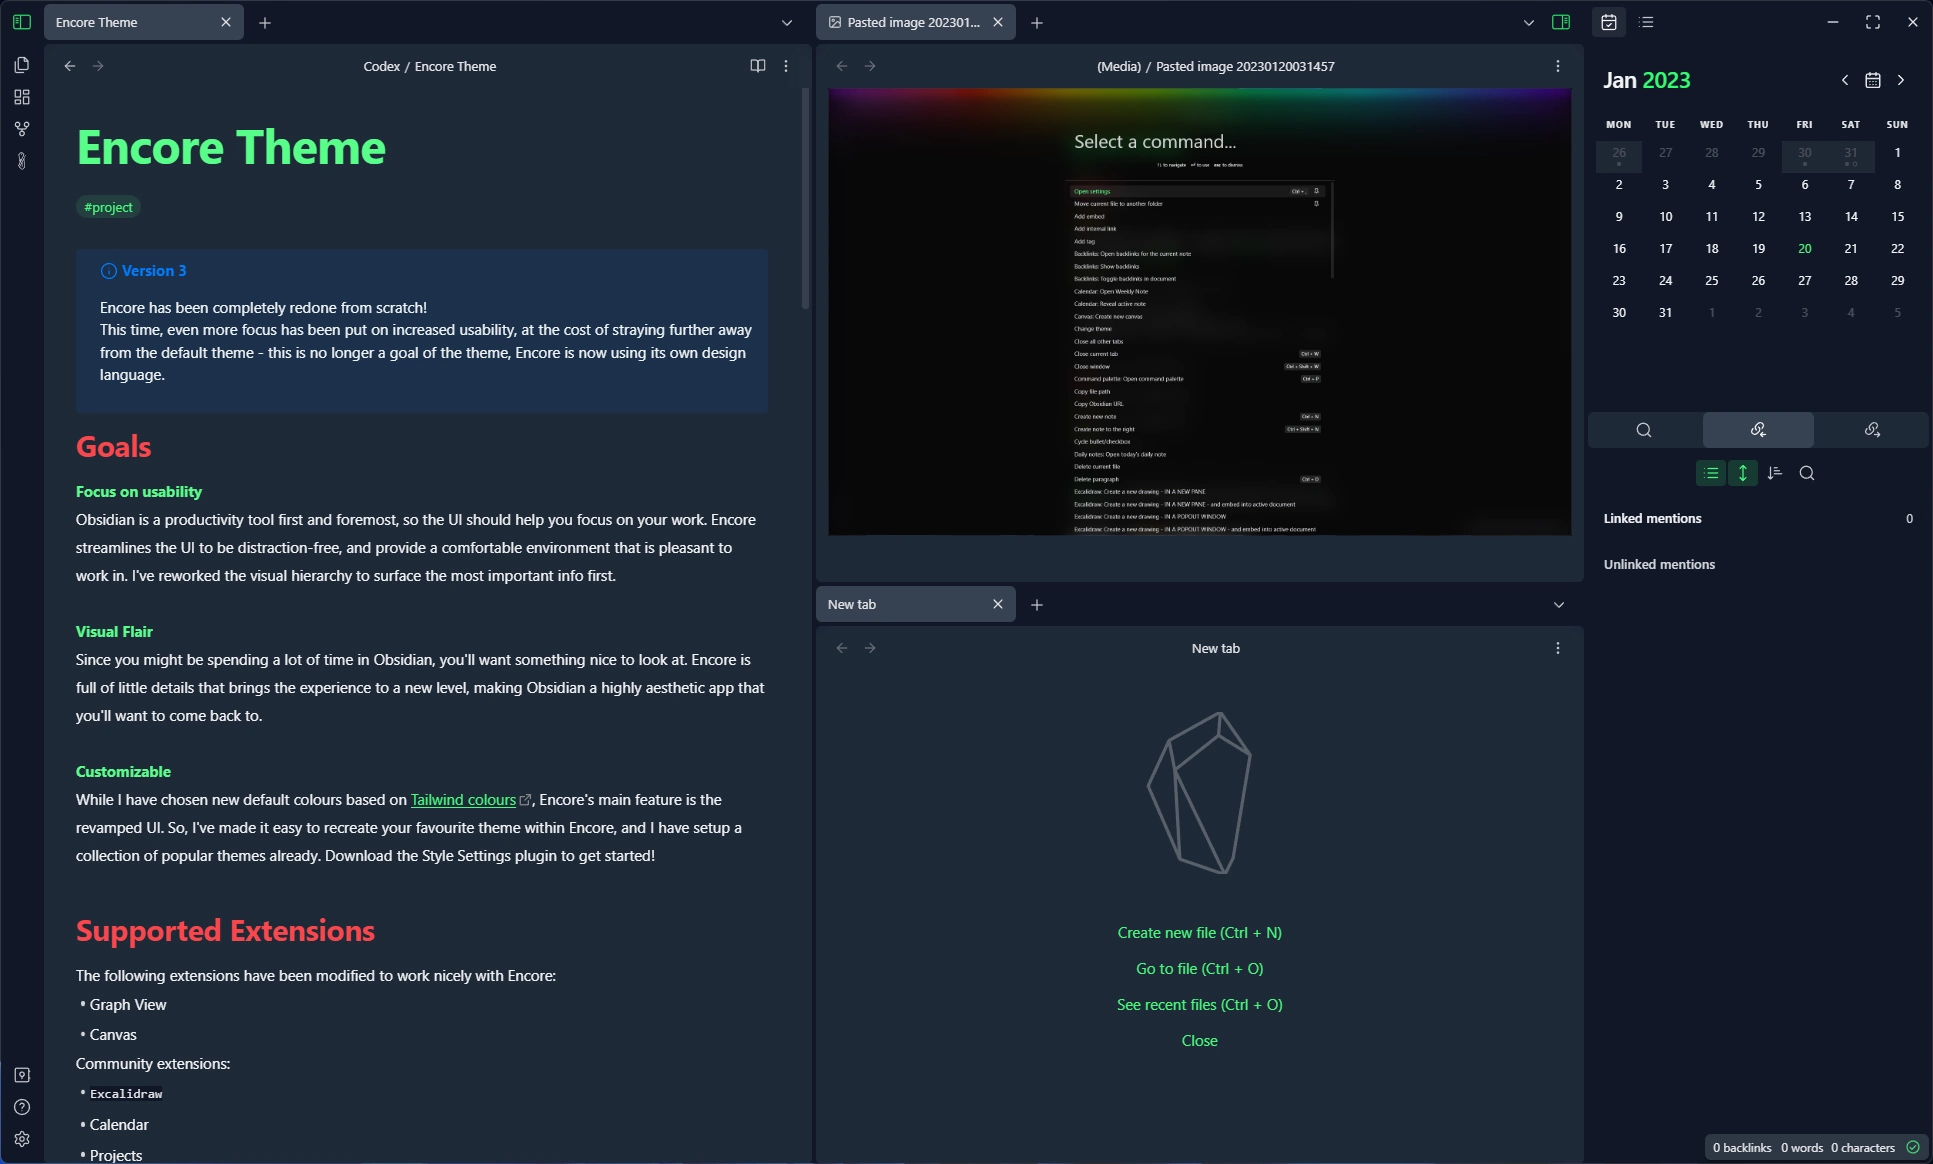 Encore Theme
Codex / Encore Theme
Encore Theme
#project
Version 3
Encore has been completely redone from scratch!
This time, even more focus has been put on increased usability, at the cost of straying further away
from the default theme - this is no longer a goal of the theme, Encore is now using its own design
language.
Goals
Focus on usability
Obsidian is a productivity tool first and foremost, so the UI should help you focus on your work. Encore
streamlines the UI to be distraction-free, and provide a comfortable environment that is pleasant to
work in. I've reworked the visual hierarchy to surface the most important info first.
Visual Flair
Since you might be spending a lot of time in Obsidian, you'll want something nice to look at. Encore is
full of little details that brings the experience to a new level, making Obsidian a highly aesthetic app that
you'll want to come back to.
Customizable
While I have chosen new default colours based on Tailwind colours, Encore's main feature is the
revamped UI. So, I've made it easy to recreate your favourite theme within Encore, and I have setup a
collection of popular themes already. Download the Style Settings plugin to get started!
Supported Extensions
The following extensions have been modified to work nicely with Encore:
• Graph View
• Canvas
Community extensions:
• Excalidraw
• Calendar
• Projects
Pasted image 202301...
(Media) / Pasted image 20230120031457
Select a command...
↑↓ to navigate ↵ to use esc to dismiss
Open settings Ctrl + ,
Move current file to another folder
Add embed
Add internal link
Add tag
Backlinks: Open backlinks for the current note
Backlinks: Show backlinks
Backlinks: Toggle backlinks in document
Calendar: Open Weekly Note
Calendar: Reveal active note
Canvas: Create new canvas
Change theme
Close all other tabs
Close current tab Ctrl + W
Close window Ctrl + Shift + W
Command palette: Open command palette Ctrl + P
Copy file path
Copy Obsidian URL
Create new note Ctrl + N
Create note to the right Ctrl + Shift + N
Cycle bullet/checkbox
Daily notes: Open today's daily note
Delete current file
Delete paragraph Ctrl + D
Excalidraw: Create a new drawing - IN A NEW PANE
Excalidraw: Create a new drawing - IN A NEW PANE - and embed into active document
Excalidraw: Create a new drawing - IN A POPOUT WINDOW
Excalidraw: Create a new drawing - IN A POPOUT WINDOW - and embed into active document
New tab
New tab
Create new file (Ctrl + N)
Go to file (Ctrl + O)
See recent files (Ctrl + O)
Close
Jan 2023
MON TUE WED THU FRI SAT SUN
26 27 28 29 30 31 1
2 3 4 5 6 7 8
9 10 11 12 13 14 15
16 17 18 19 20 21 22
23 24 25 26 27 28 29
30 31 1 2 3 4 5
Linked mentions 0
Unlinked mentions
0 backlinks 0 words 0 characters